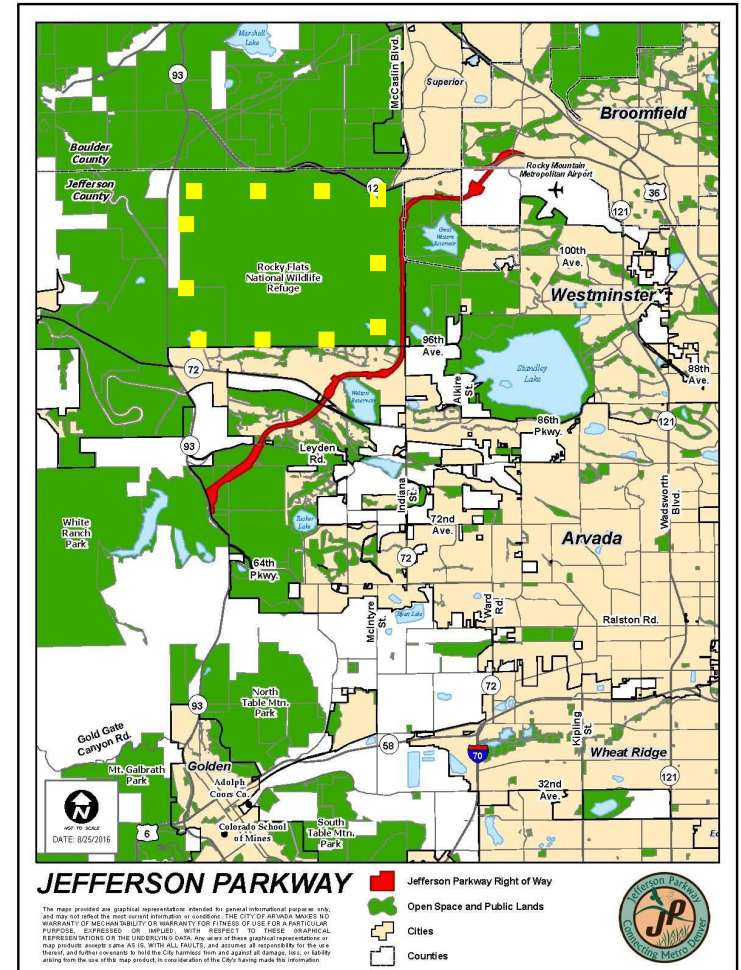 Marshall
Lake
93
McCaslin Blvd.
Superior
Broomfield
Boulder
County
Jefferson
County
Rocky Mountain
Metropolitan Airport
12
36
121
Great
Western
Reservoir
100th
Ave.
Rocky Flats
National Wildlife
Refuge
Westminster
96th
Ave.
Standley
Lake
72
88th
Ave.
Alkire
St.
Welton
Reservoir
86th
Pkwy.
121
93
Leyden
Rd.
Indiana
St.
Wadsworth
Blvd.
White
Ranch
Park
Tucker
Lake
72nd
Ave.
Arvada
64th
Pkwy.
72
McIntyre
St.
Hyatt Lake
Ward
Rd.
Ralston Rd.
North
Table Mtn.
Park
72
93
Gold Gate
Canyon Rd.
58
Kipling
St.
70
Wheat Ridge
Golden
Mt. Galbrath
Park
Adolph
Coors Co.
32nd
Ave.
121
N
NOT TO SCALE
DATE: 8/25/2016
6
Colorado School
of Mines
South
Table Mtn.
Park
JEFFERSON PARKWAY
The maps provided are graphical representations intended for general informational purposes only,
and may not reflect the most current information or conditions. THE CITY OF ARVADA MAKES NO
WARRANTY OF MECHANTABILITY OR WARRANTY FOR FITNESS OF USE FOR A PARTICULAR
PURPOSE, EXPRESSED OR IMPLIED, WITH RESPECT TO THESE GRAPHICAL
REPRESENTATIONS OR THE UNDERLYING DATA. Any users of these graphical representations or
map products accepts same AS IS, WITH ALL FAULTS, and assumes all responsibility for the use
thereof, and further covenants to hold the City harmless from and against all damage, loss, or liability
arising from the use of this map product, in consideration of the City's having made this information
Jefferson Parkway Right of Way
Open Space and Public Lands
Cities
Counties
Jefferson Parkway
JP
Connecting Metro Denver